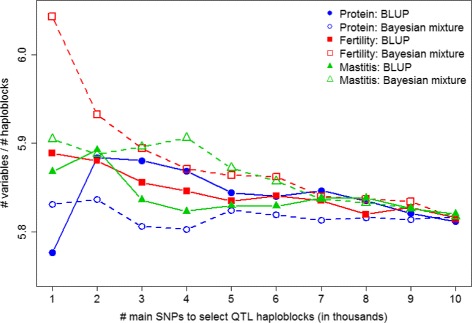 Protein: BLUP
Protein: Bayesian mixture
Fertility: BLUP
Fertility: Bayesian mixture
Mastitis: BLUP
Mastitis: Bayesian mixture
# variables / # haploblocks
6.0
5.9
5.8
1 2 3 4 5 6 7 8 9 10
# main SNPs to select QTL haploblocks (in thousands)